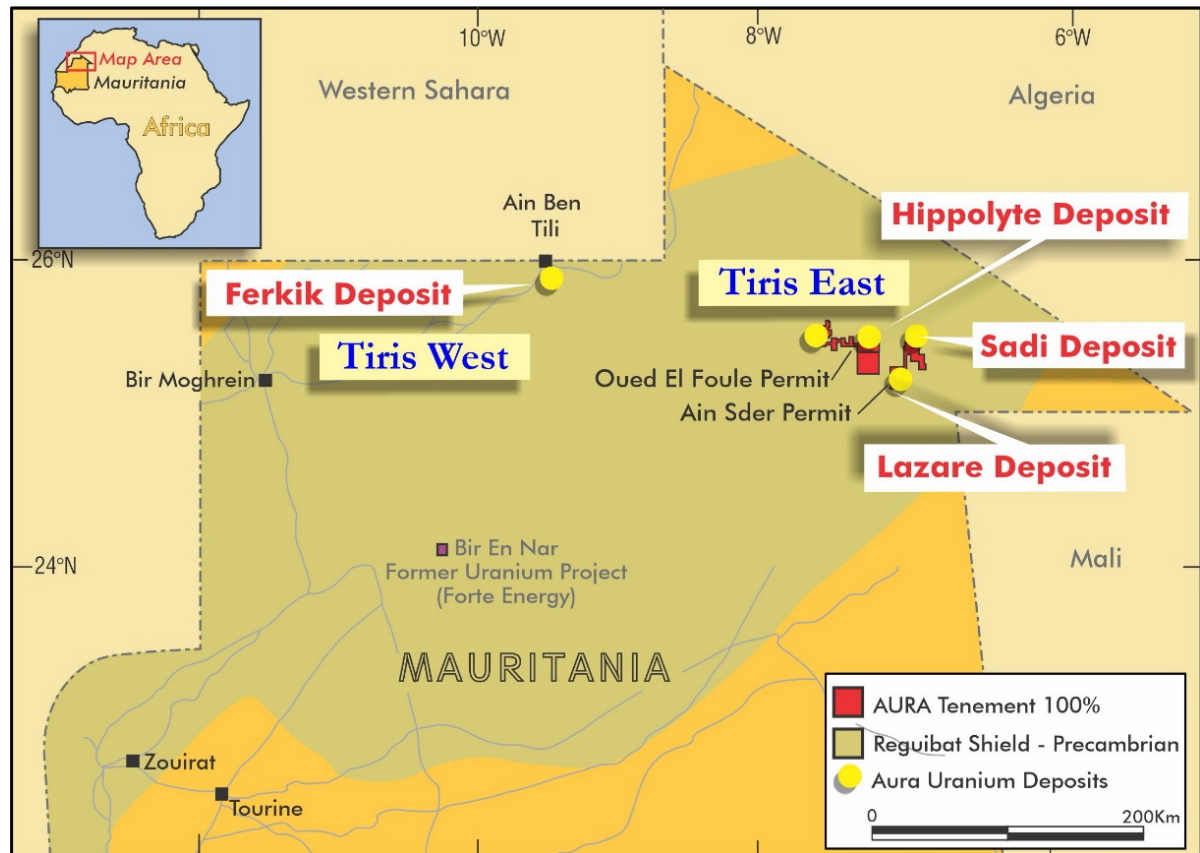 10°W
8°W
6°W
Map Area
Mauritania
Africa
Western Sahara
Algeria
Ain Ben
Tili
Hippolyte Deposit
26°N
Ferkik Deposit
Tiris East
Tiris West
Sadi Deposit
Bir Moghrein
Oued El Foule Permit
Ain Sder Permit
Lazare Deposit
24°N
Bir En Nar
Former Uranium Project
(Forte Energy)
Mali
MAURITANIA
AURA Tenement 100%
Reguibat Shield - Precambrian
Aura Uranium Deposits
0
200Km
Zouirat
Tourine